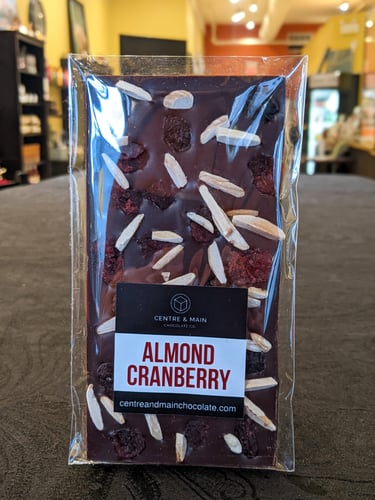 CENTRE & MAIN
CHOCOLATE CO.
ALMOND
CRANBERRY
centreandmainchocolate.com